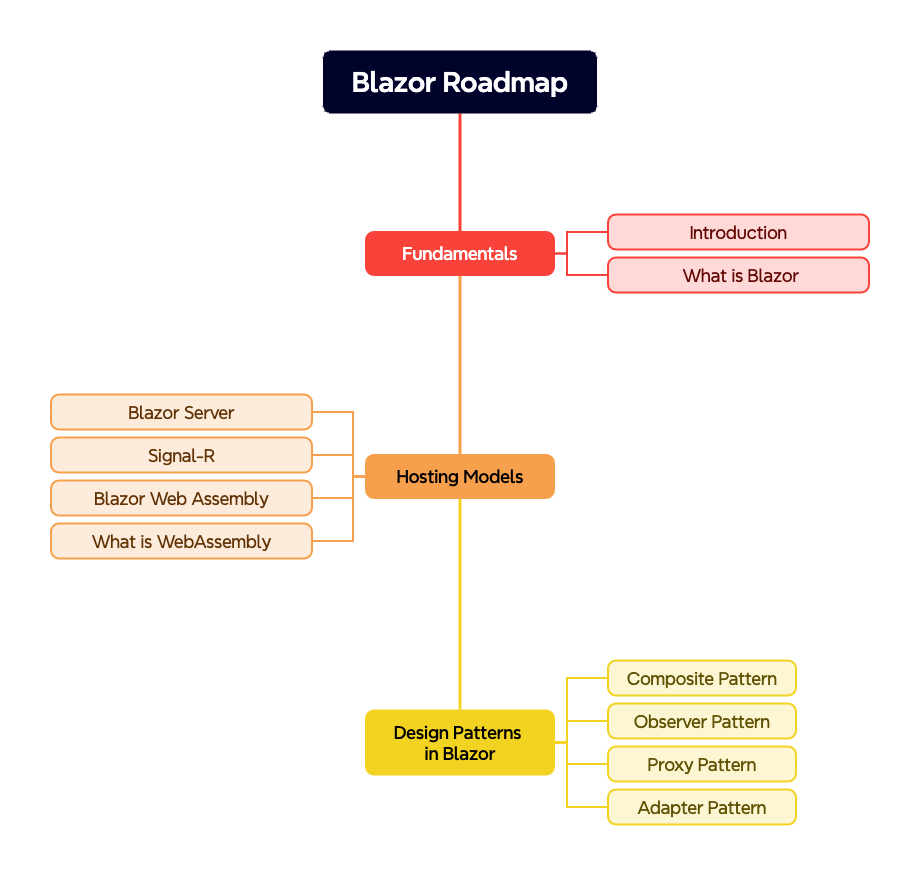 Blazor Roadmap
Fundamentals
Introduction
What is Blazor
Hosting Models
Blazor Server
Signal-R
Blazor Web Assembly
What is WebAssembly
Design Patterns
in Blazor
Composite Pattern
Observer Pattern
Proxy Pattern
Adapter Pattern